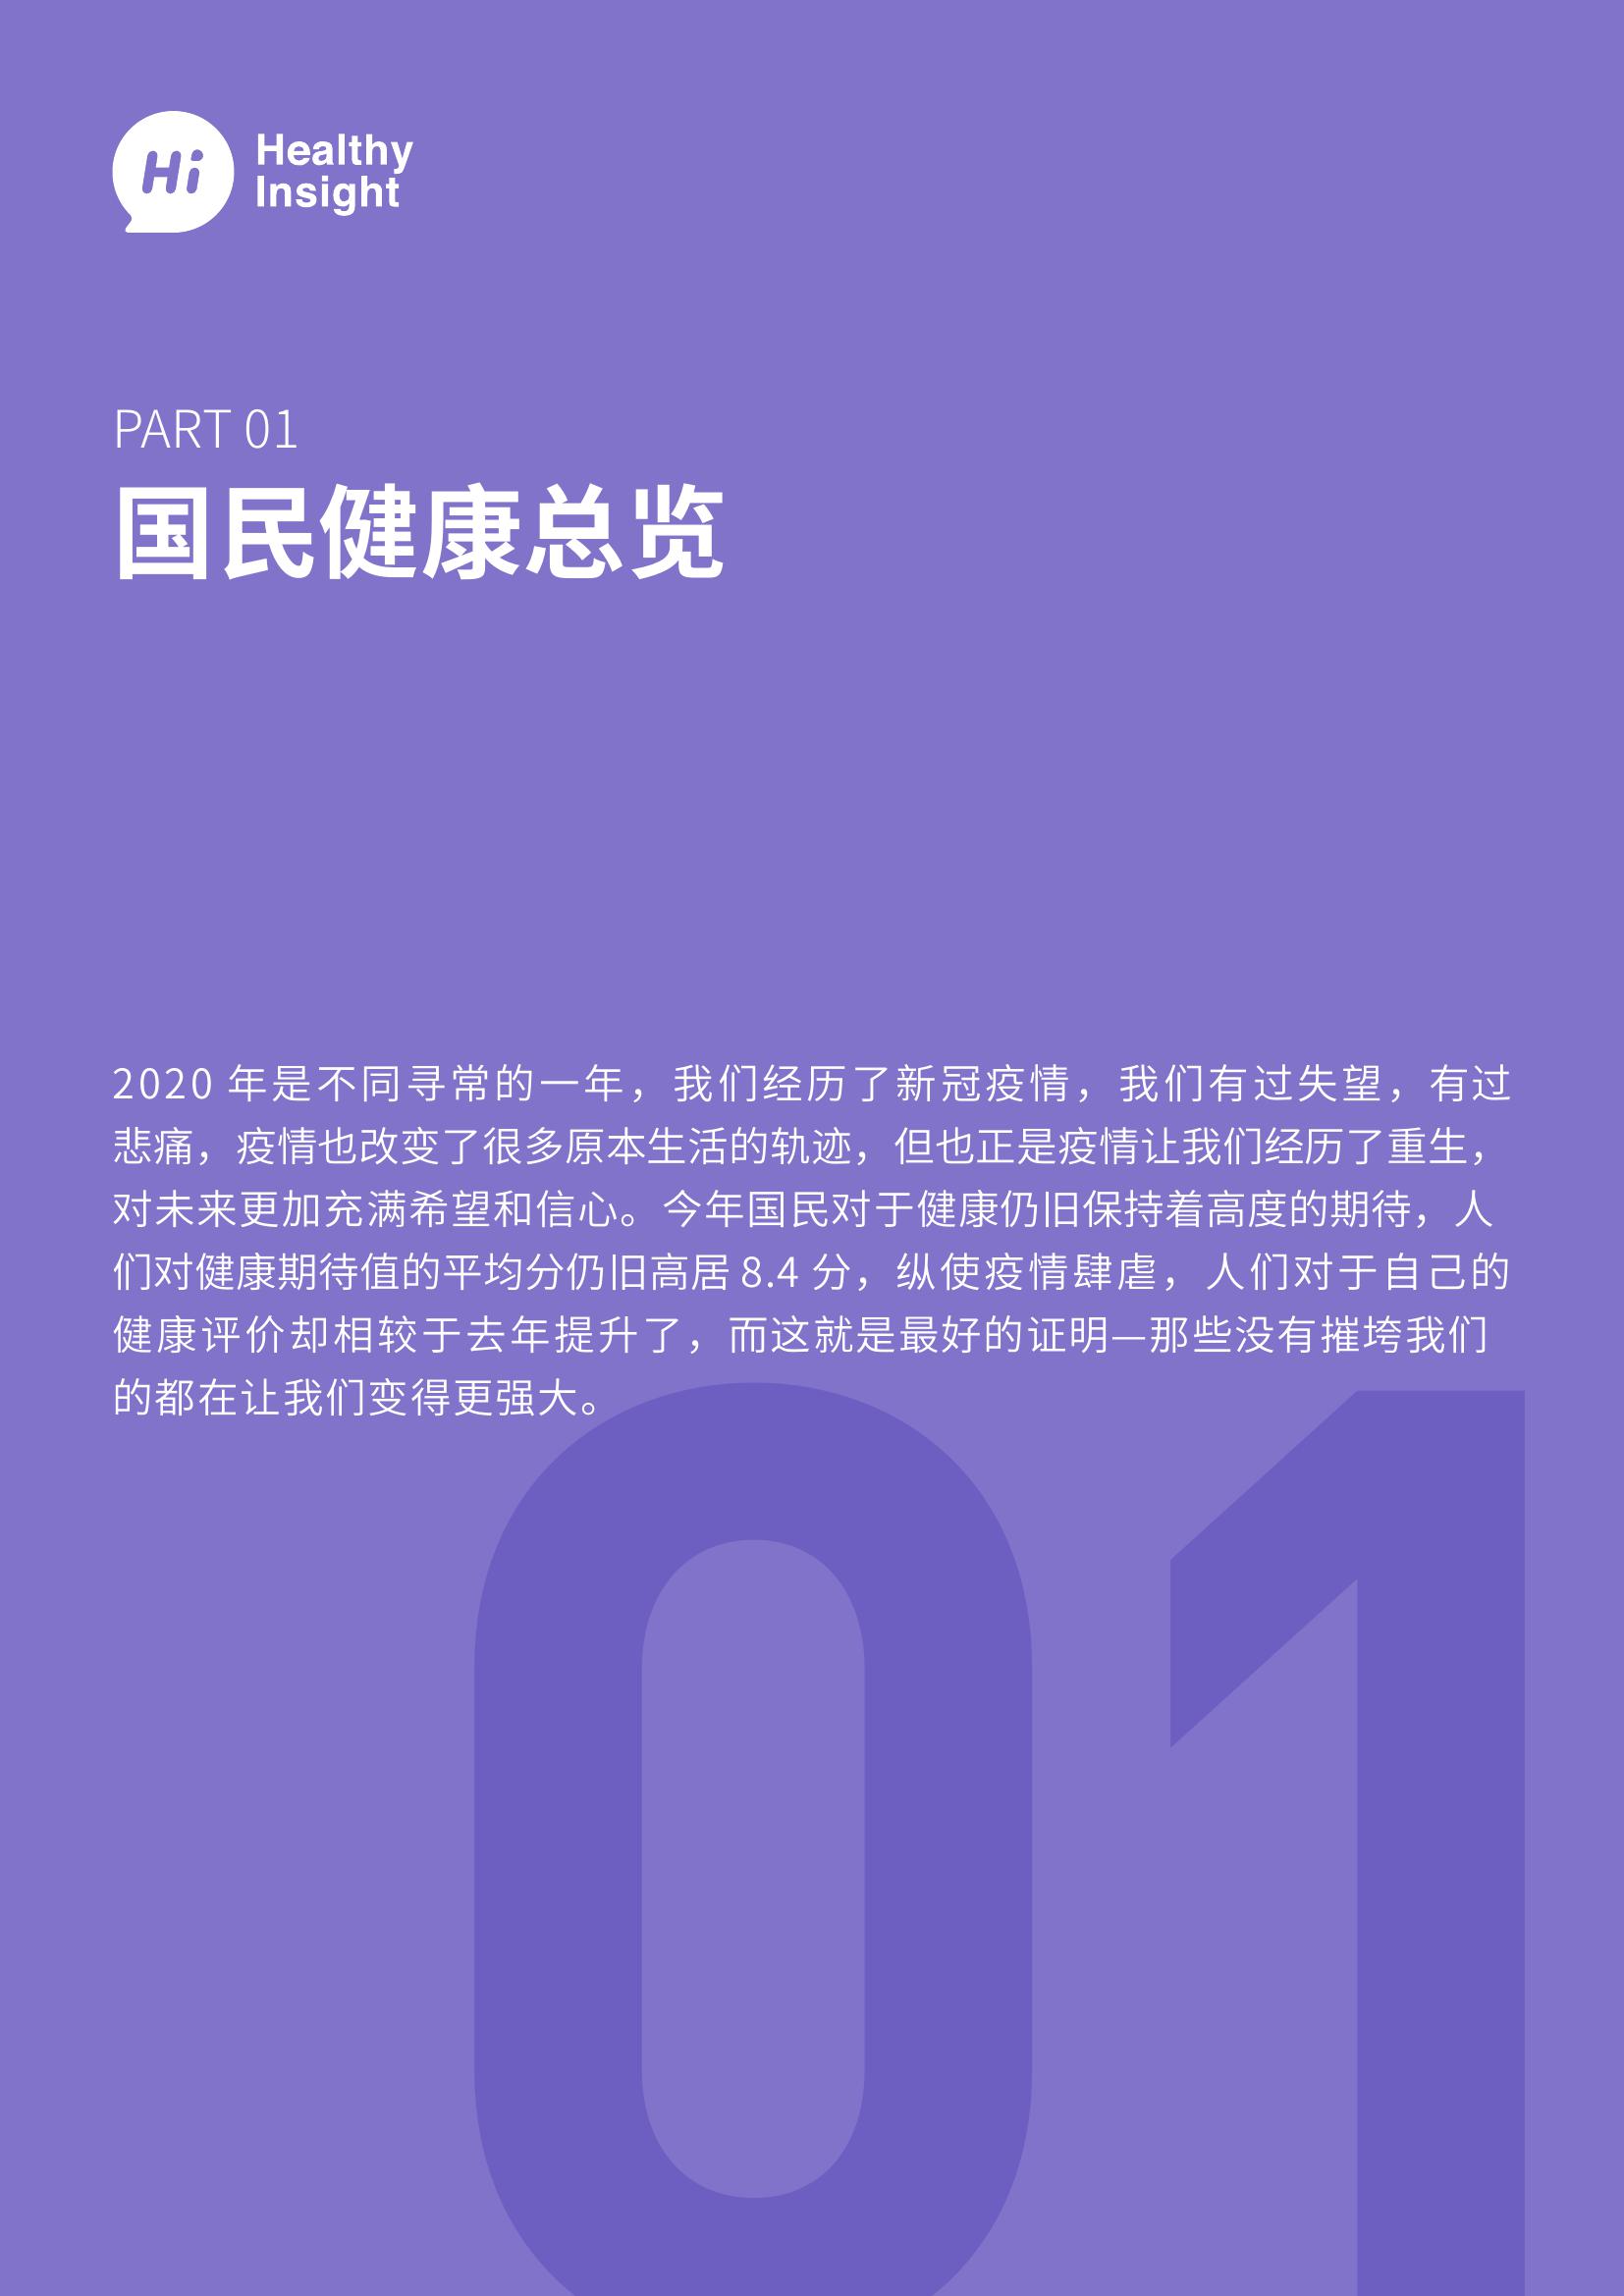 Hi
Healthy
Insight
PART 01
国民健康总览
2020 年是不同寻常的一年，我们经历了新冠疫情，我们有过失望，有过
悲痛，疫情也改变了很多原本生活的轨迹，但也正是疫情让我们经历了重生，
对未来更加充满希望和信心。今年国民对于健康仍旧保持着高度的期待，人
们对健康期待值的平均分仍旧高居 8.4 分，纵使疫情肆虐，人们对于自己的
健康评价却相较于去年提升了，而这就是最好的证明—那些没有摧垮我们
的都在让我们变得更强大。
01